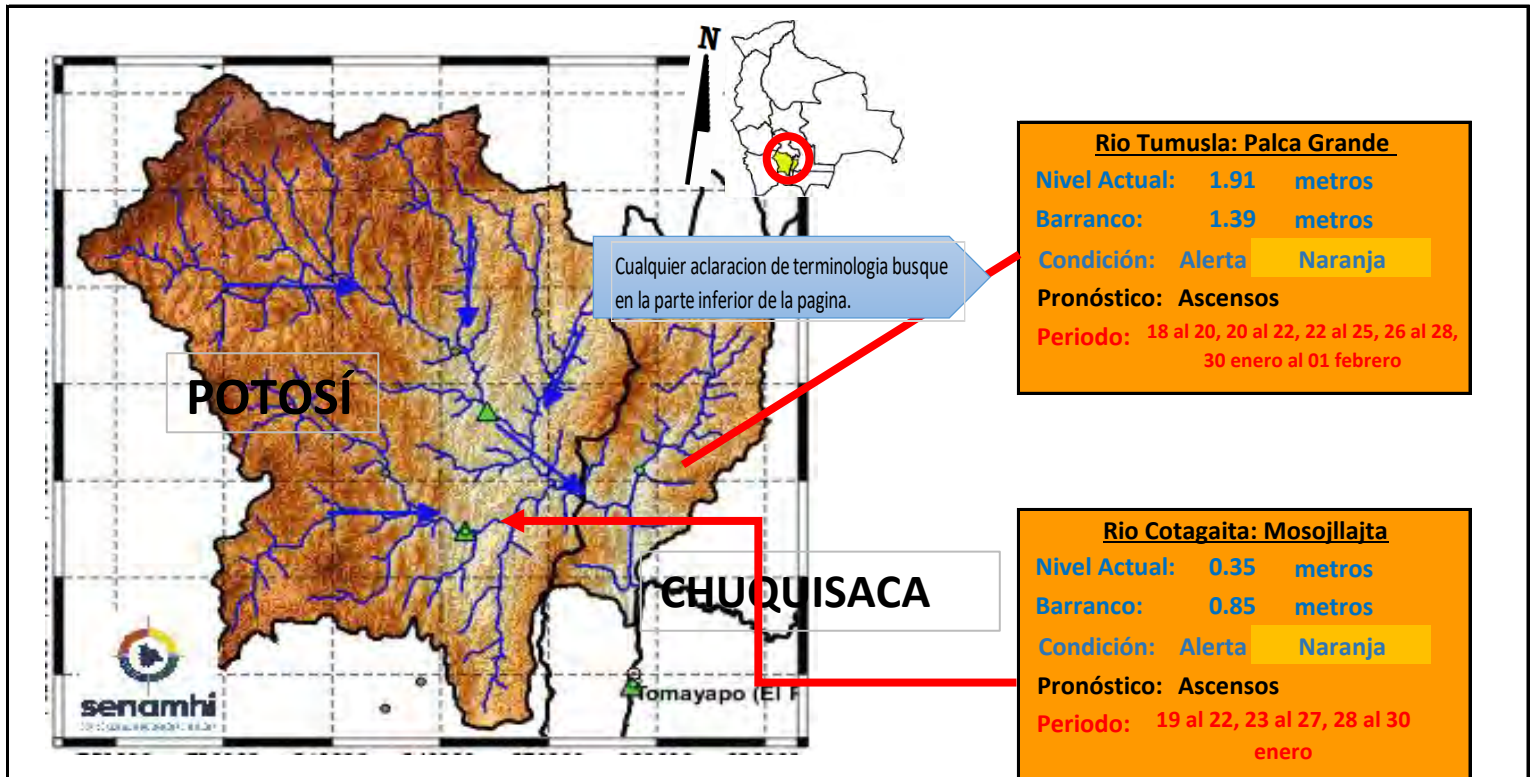 N
Cualquier aclaracion de terminologia busque
en la parte inferior de la pagina.
POTOSÍ
CHUQUISACA
senamhi
Tomayapo (El
Rio Tumusla: Palca Grande
Nivel Actual: 1.91 metros
Barranco: 1.39 metros
Condición: Alerta Naranja
Pronóstico: Ascensos
Periodo: 18 al 20, 20 al 22, 22 al 25, 26 al 28,
30 enero al 01 febrero
Rio Cotagaita: Mosojllajta
Nivel Actual: 0.35 metros
Barranco: 0.85 metros
Condición: Alerta Naranja
Pronóstico: Ascensos
Periodo: 19 al 22, 23 al 27, 28 al 30
enero